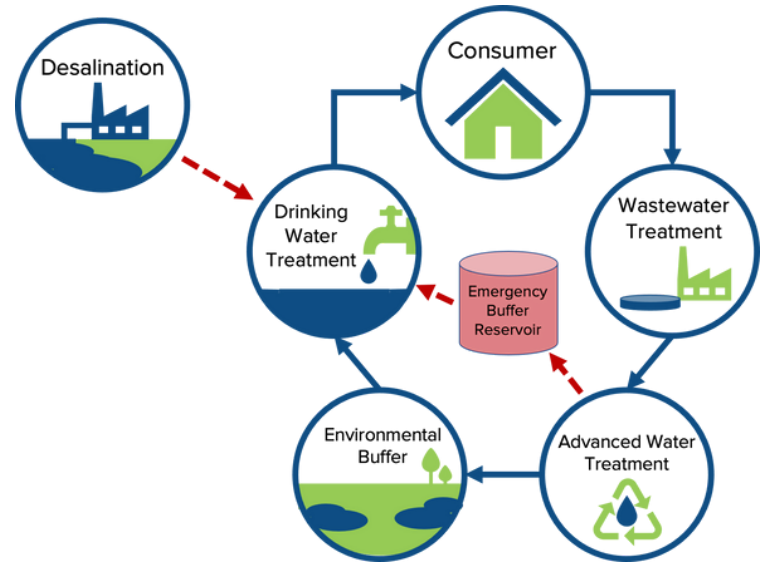 Desalination
Consumer
Drinking
Water
Treatment
Wastewater
Treatment
Emergency
Buffer
Reservoir
Environmental
Buffer
Advanced Water
Treatment